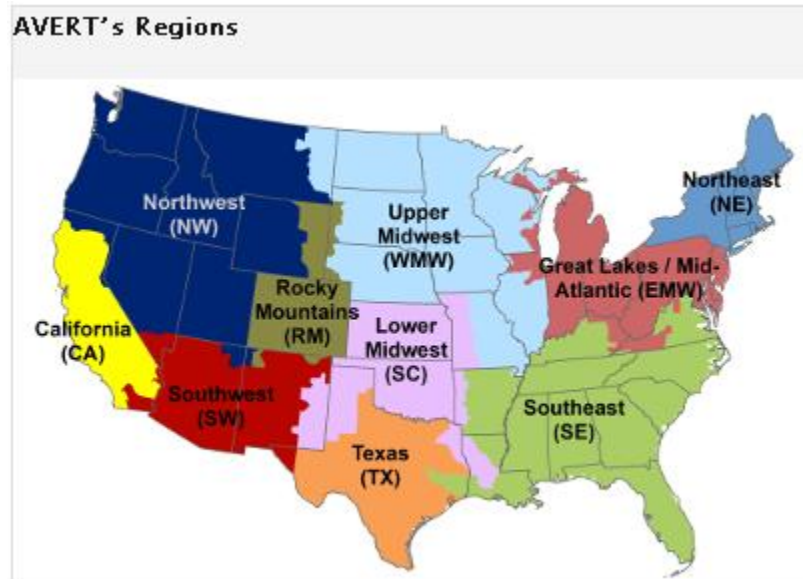 AVERT's Regions
Northwest
(NW)
Upper
Midwest
(WMW)
Northeast
(NE)
Great Lakes / Mid-
Atlantic (EMW)
Rocky
Mountains
(RM)
California
(CA)
Lower
Midwest
(SC)
Southwest
(SW)
Southeast
(SE)
Texas
(TX)